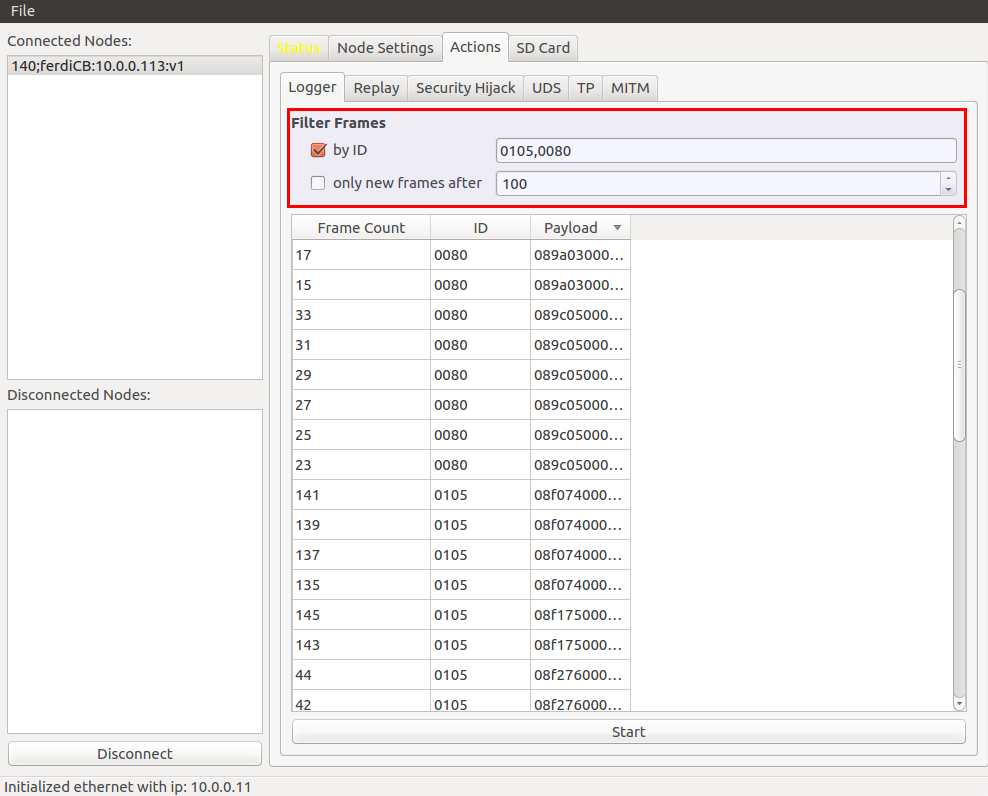 File
Connected Nodes:
140;ferdiCB:10.0.0.113:v1
Disconnected Nodes:
Disconnect
Status Node Settings Actions SD Card
Logger Replay Security Hijack UDS TP MITM
Filter Frames
by ID 0105,0080
only new frames after 100
Frame Count ID Payload
17 0080 089a03000...
15 0080 089a03000...
33 0080 089c05000...
31 0080 089c05000...
29 0080 089c05000...
27 0080 089c05000...
25 0080 089c05000...
23 0080 089c05000...
141 0105 08f074000...
139 0105 08f074000...
137 0105 08f074000...
135 0105 08f074000...
145 0105 08f175000...
143 0105 08f175000...
44 0105 08f276000...
42 0105 08f276000...
Start
Initialized ethernet with ip: 10.0.0.11